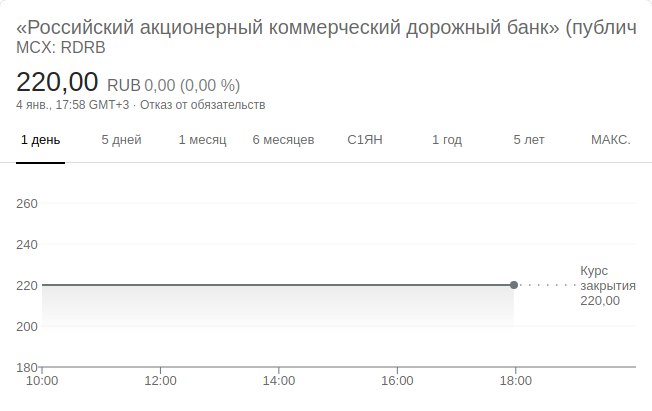 «Российский акционерный коммерческий дорожный банк» (публич
MCX: RDRB
220,00 RUB 0,00 (0,00 %)
4 янв., 17:58 GMT+3 · Отказ от обязательств
1 день 5 дней 1 месяц 6 месяцев С1ЯН 1 год 5 лет МАКС.
260
240
220
200
180
Курс
закрытия
220,00
10:00 12:00 14:00 16:00 18:00